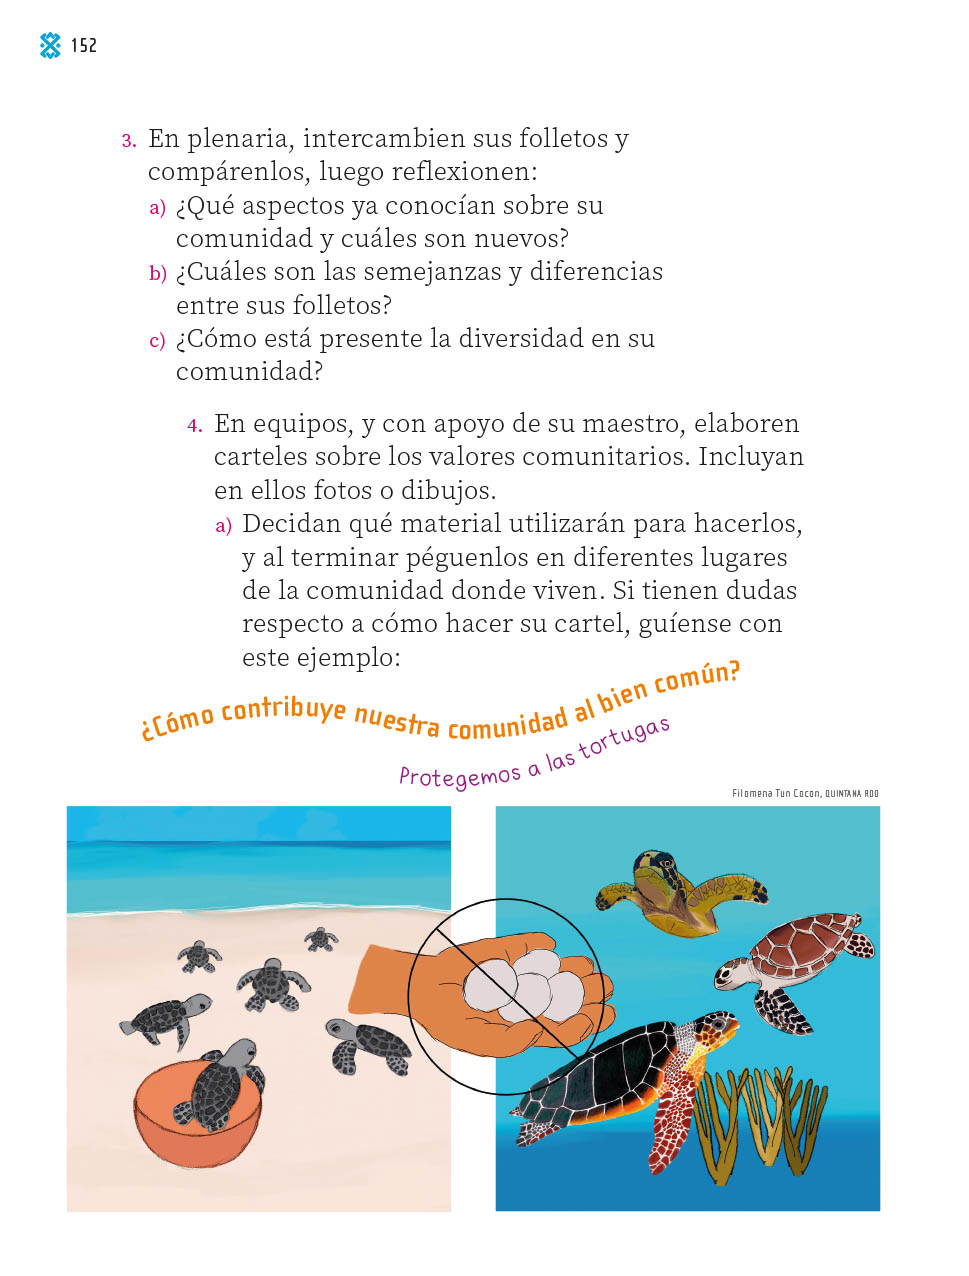 152
3. En plenaria, intercambien sus folletos y
compárenlos, luego reflexionen:
a) ¿Qué aspectos ya conocían sobre su
comunidad y cuáles son nuevos?
b) ¿Cuáles son las semejanzas y diferencias
entre sus folletos?
c) ¿Cómo está presente la diversidad en su
comunidad?
4. En equipos, y con apoyo de su maestro, elaboren
carteles sobre los valores comunitarios. Incluyan
en ellos fotos o dibujos.
a) Decidan qué material utilizarán para hacerlos,
y al terminar péguenlos en diferentes lugares
de la comunidad donde viven. Si tienen dudas
respecto a cómo hacer su cartel, guíense con
este ejemplo:
¿Cómo contribuye nuestra comunidad al bien común?
Protegemos a las tortugas
Filomena Tun Cocon, QUINTANA ROO